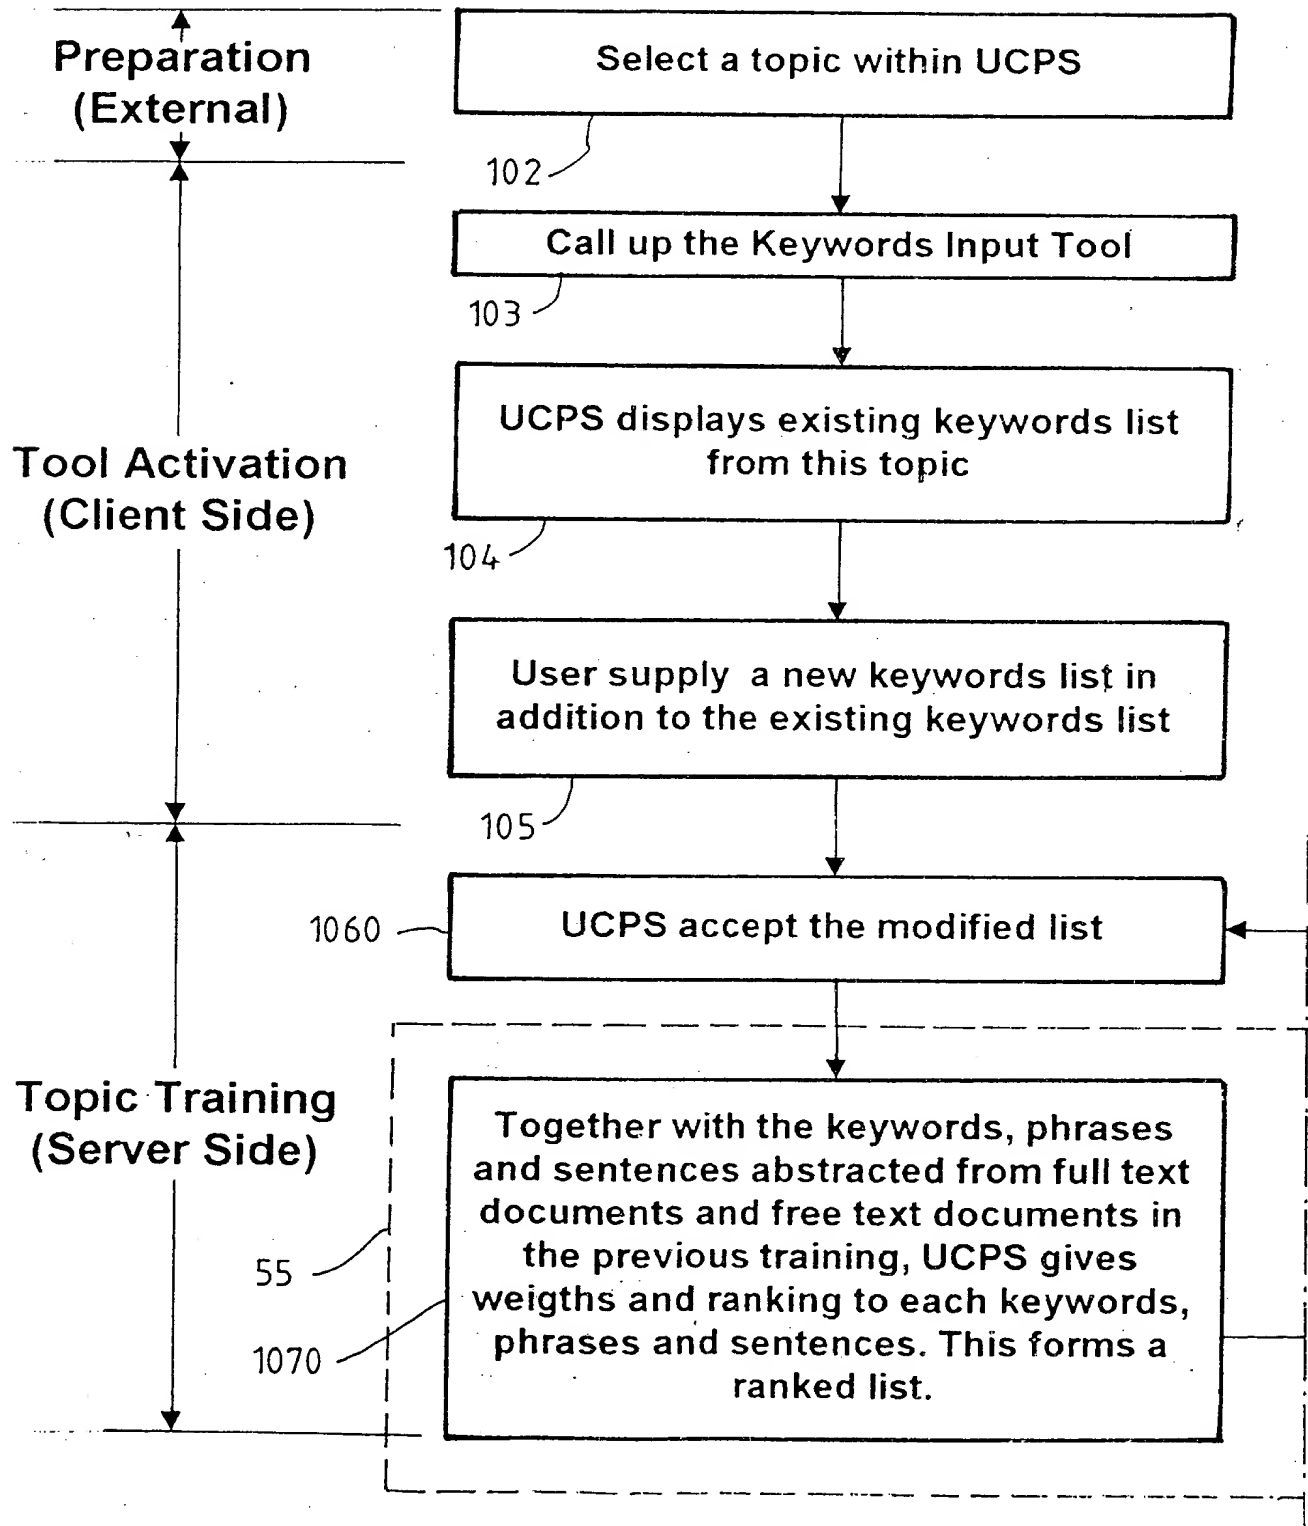 Preparation
(External)
Select a topic within UCPS
102
Call up the Keywords Input Tool
103
Tool Activation
(Client Side)
UCPS displays existing keywords list
from this topic
104
User supply a new keywords list in
addition to the existing keywords list
105
1060
UCPS accept the modified list
Topic Training
(Server Side)
Together with the keywords, phrases
and sentences abstracted from full text
documents and free text documents in
the previous training, UCPS gives
weigths and ranking to each keywords,
phrases and sentences. This forms a
ranked list.
55
1070